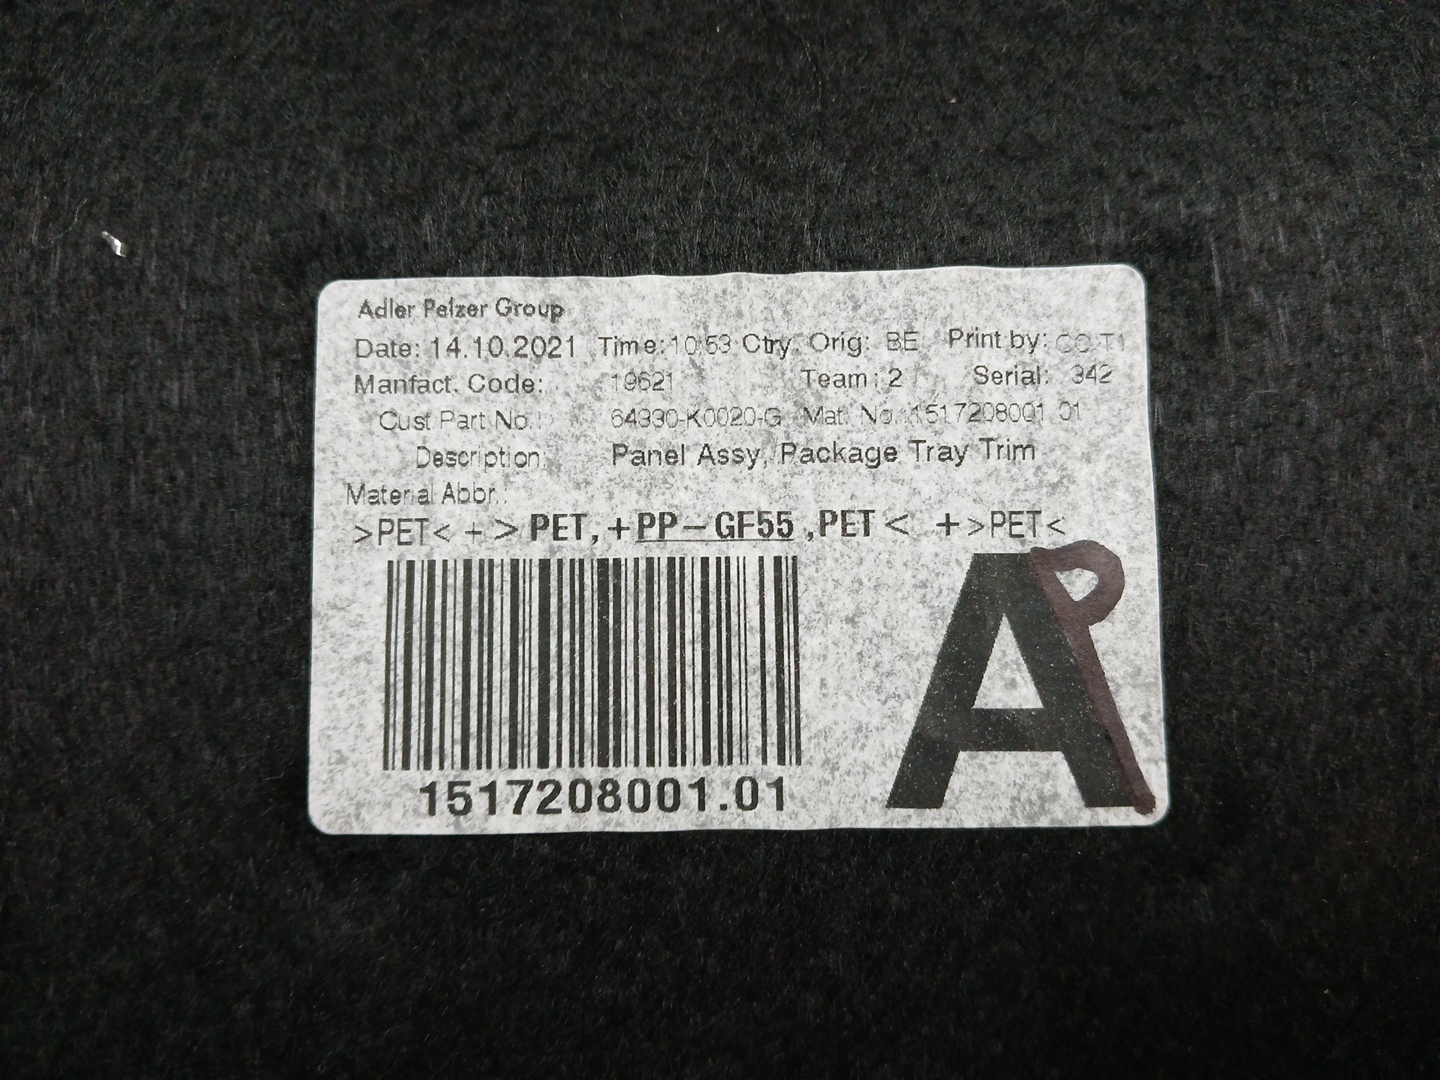 Adler Pelzer Group
Date: 14.10.2021 Time: 10:53 Ctry. Orig: BE Print by:
Manfact. Code: 19621 Team: 2 Serial: 342
Cust Part No.: 64330-K0020-G Mat. No.: 1517208001.01
Description: Panel Assy, Package Tray Trim
Material Abbr.:
>PET< + > PET, + PP - GF55 , PET < + >PET<
1517208001.01
A